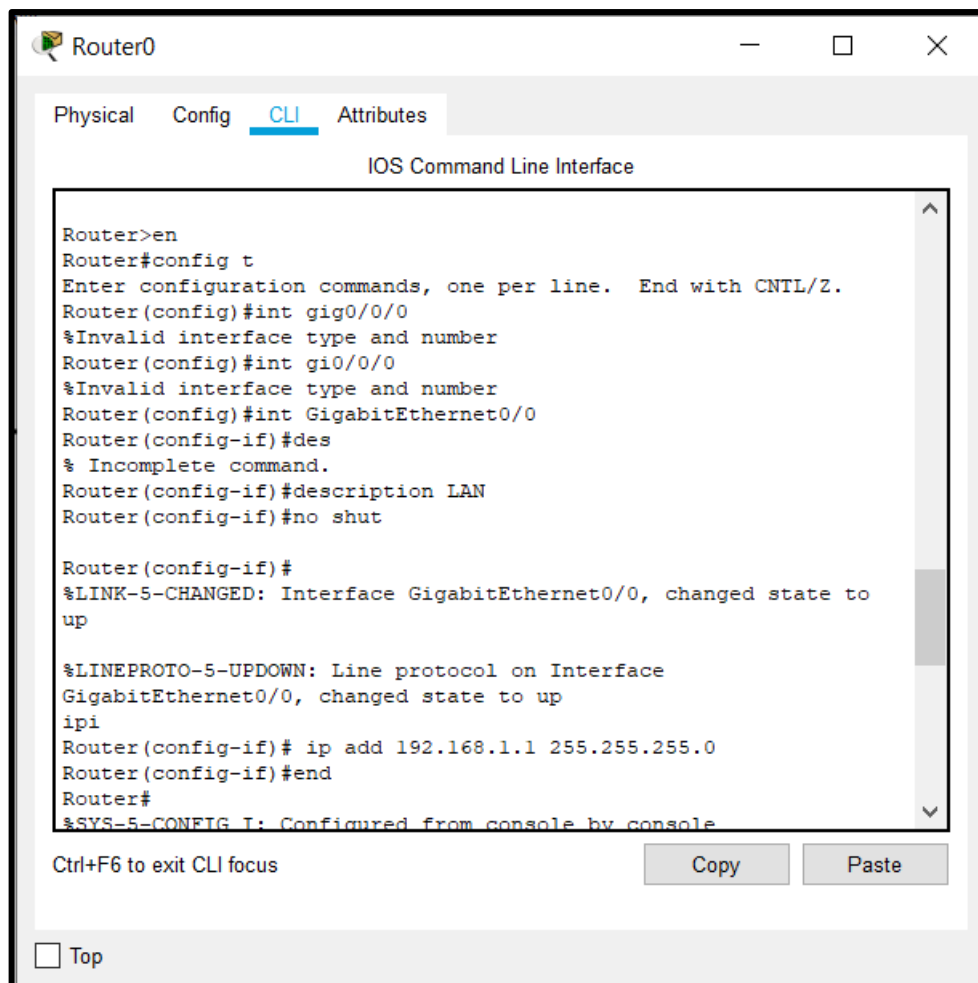 Router0
Physical Config CLI Attributes
IOS Command Line Interface
Router>en
Router#config t
Enter configuration commands, one per line.  End with CNTL/Z.
Router(config)#int gig0/0/0
%Invalid interface type and number
Router(config)#int gi0/0/0
%Invalid interface type and number
Router(config)#int GigabitEthernet0/0
Router(config-if)#des
% Incomplete command.
Router(config-if)#description LAN
Router(config-if)#no shut
Router(config-if)#
%LINK-5-CHANGED: Interface GigabitEthernet0/0, changed state to
up
%LINEPROTO-5-UPDOWN: Line protocol on Interface
GigabitEthernet0/0, changed state to up
ipi
Router(config-if)# ip add 192.168.1.1 255.255.255.0
Router(config-if)#end
Router#
%SYS-5-CONFIG_I: Configured from console by console
Ctrl+F6 to exit CLI focus
Copy Paste
Top